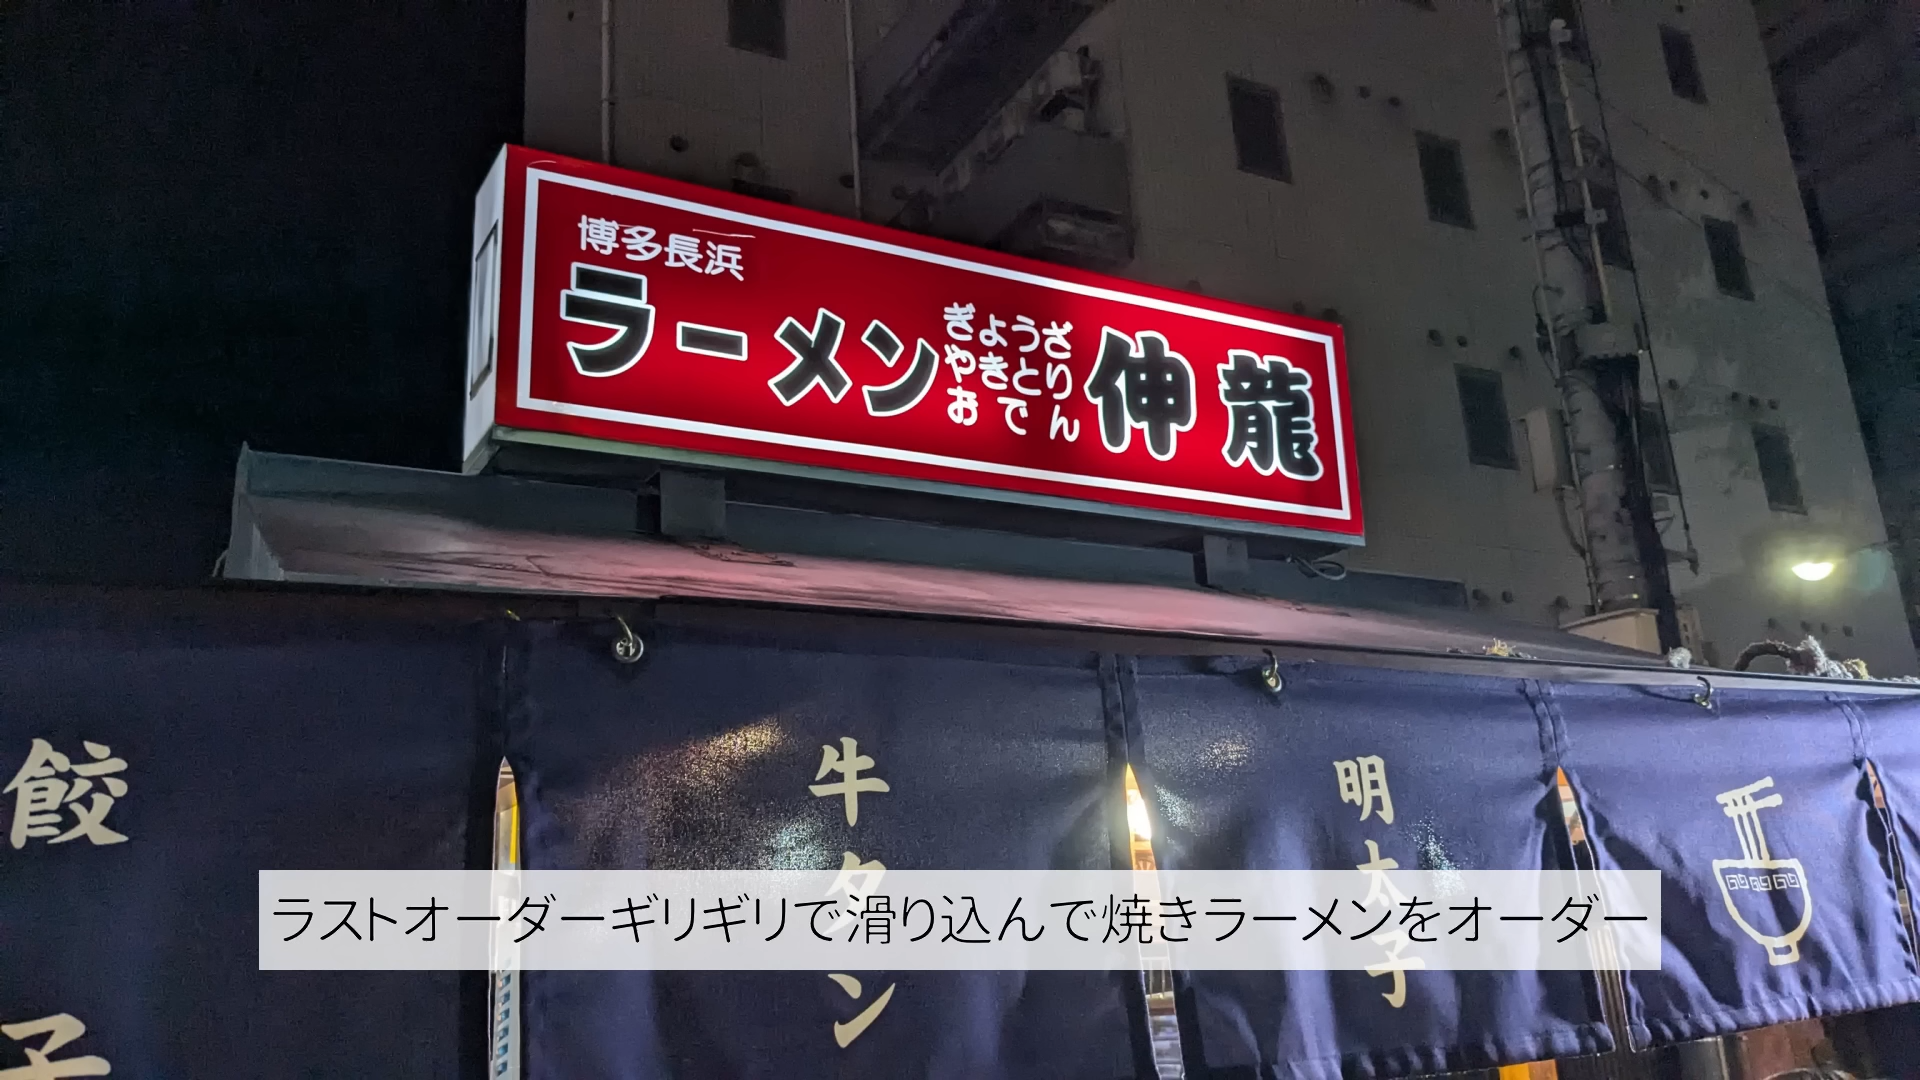 博多長浜
ラーメン
ぎょうざ
やきとり
おでん
伸龍
餃子
牛タン
明太子
ラストオーダーギリギリで滑り込んで焼きラーメンをオーダー